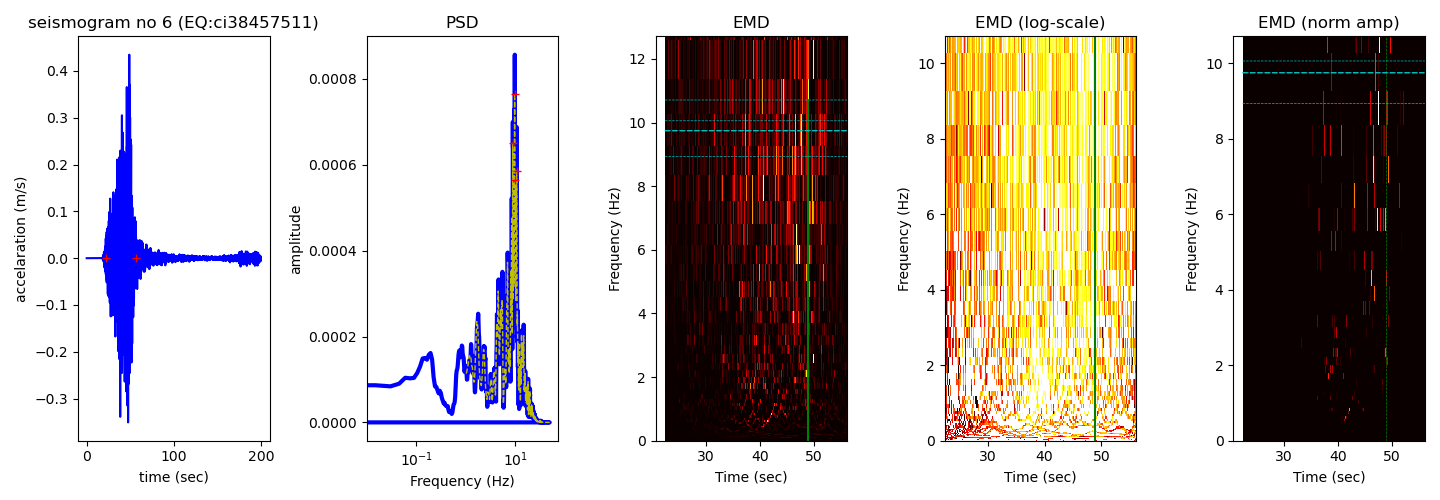 seismogram no 6 (EQ:ci38457511)
PSD
EMD
EMD (log-scale)
EMD (norm amp)
accelaration (m/s)
0.4
0.3
0.2
0.1
0.0
−0.1
−0.2
−0.3
0 100 200
time (sec)
amplitude
0.0008
0.0006
0.0004
0.0002
0.0000
10⁻¹ 10¹
Frequency (Hz)
Frequency (Hz)
12
10
8
6
4
2
0
30 40 50
Time (sec)
Frequency (Hz)
10
8
6
4
2
0
30 40 50
Time (sec)
Frequency (Hz)
10
8
6
4
2
0
30 40 50
Time (sec)